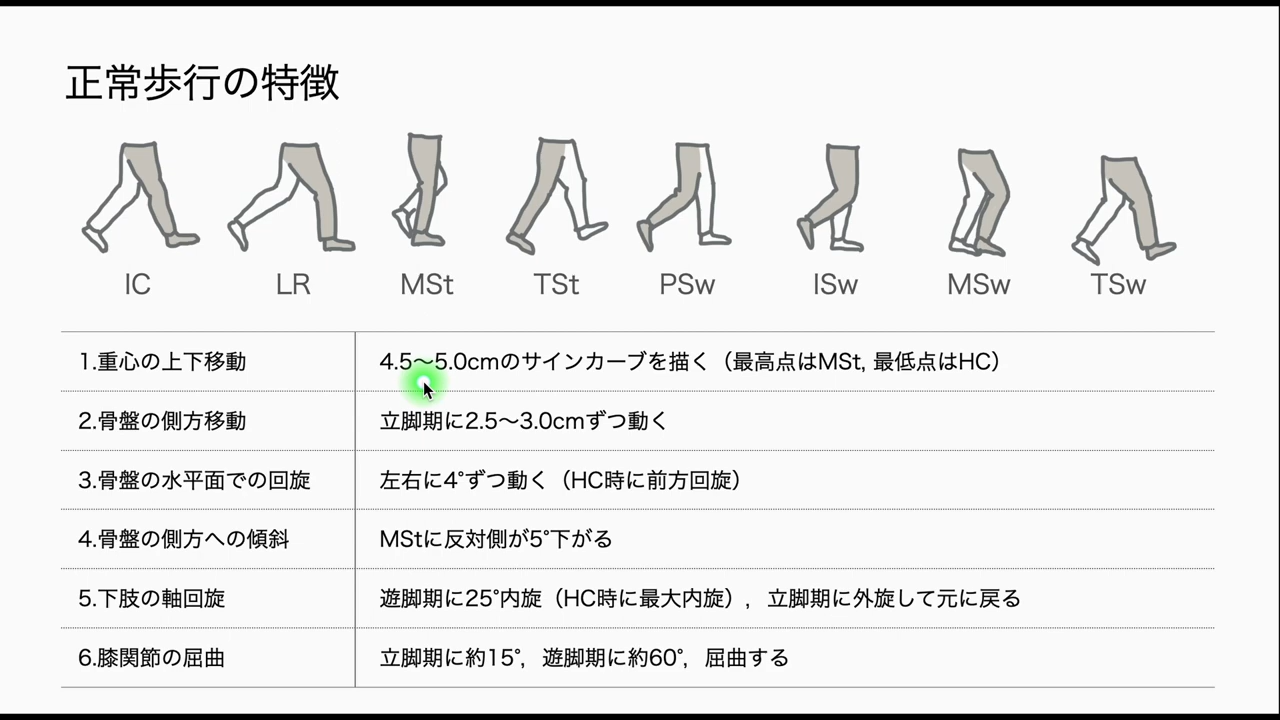 正常歩行の特徴
IC LR MSt TSt PSw ISw MSw TSw
1.重心の上下移動 4.5〜5.0cmのサインカーブを描く（最高点はMSt, 最低点はHC）
2.骨盤の側方移動 立脚期に2.5〜3.0cmずつ動く
3.骨盤の水平面での回旋 左右に4°ずつ動く（HC時に前方回旋）
4.骨盤の側方への傾斜 MStに反対側が5°下がる
5.下肢の軸回旋 遊脚期に25°内旋（HC時に最大内旋）, 立脚期に外旋して元に戻る
6.膝関節の屈曲 立脚期に約15°, 遊脚期に約60°, 屈曲する